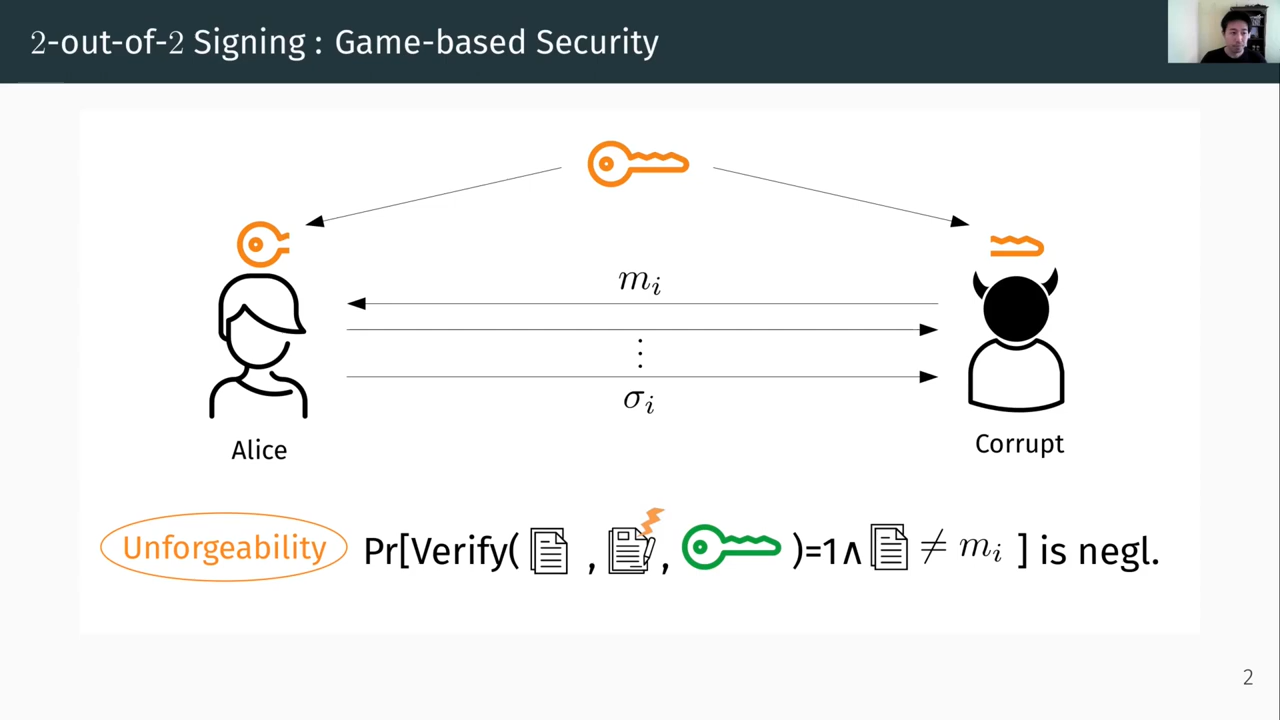 2-out-of-2 Signing : Game-based Security
m_i
⋮
σ_i
Alice
Corrupt
Unforgeability Pr[Verify( , , )=1∧ ≠ m_i ] is negl.
2